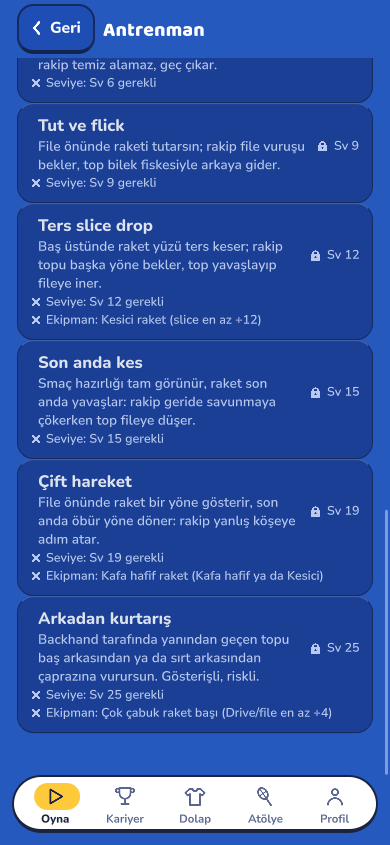 Geri
Antrenman
rakip temiz alamaz, geç çıkar.
Seviye: Sv 6 gerekli
Tut ve flick
File önünde raketi tutarsın; rakip file vuruşu
bekler, top bilek fiskesiyle arkaya gider.
Sv 9
Seviye: Sv 9 gerekli
Ters slice drop
Baş üstünde raket yüzü ters keser; rakip
topu başka yöne bekler, top yavaşlayıp
fileye iner.
Sv 12
Seviye: Sv 12 gerekli
Ekipman: Kesici raket (slice en az +12)
Son anda kes
Smaç hazırlığı tam görünür, raket son
anda yavaşlar: rakip geride savunmaya
çökerken top fileye düşer.
Sv 15
Seviye: Sv 15 gerekli
Çift hareket
File önünde raket bir yöne gösterir, son
anda öbür yöne döner: rakip yanlış köşeye
adım atar.
Sv 19
Seviye: Sv 19 gerekli
Ekipman: Kafa hafif raket (Kafa hafif ya da Kesici)
Arkadan kurtarış
Backhand tarafında yanından geçen topu
baş arkasından ya da sırt arkasından
çaprazına vurursun. Gösterişli, riskli.
Sv 25
Seviye: Sv 25 gerekli
Ekipman: Çok çabuk raket başı (Drive/file en az +4)
Oyna
Kariyer
Dolap
Atölye
Profil